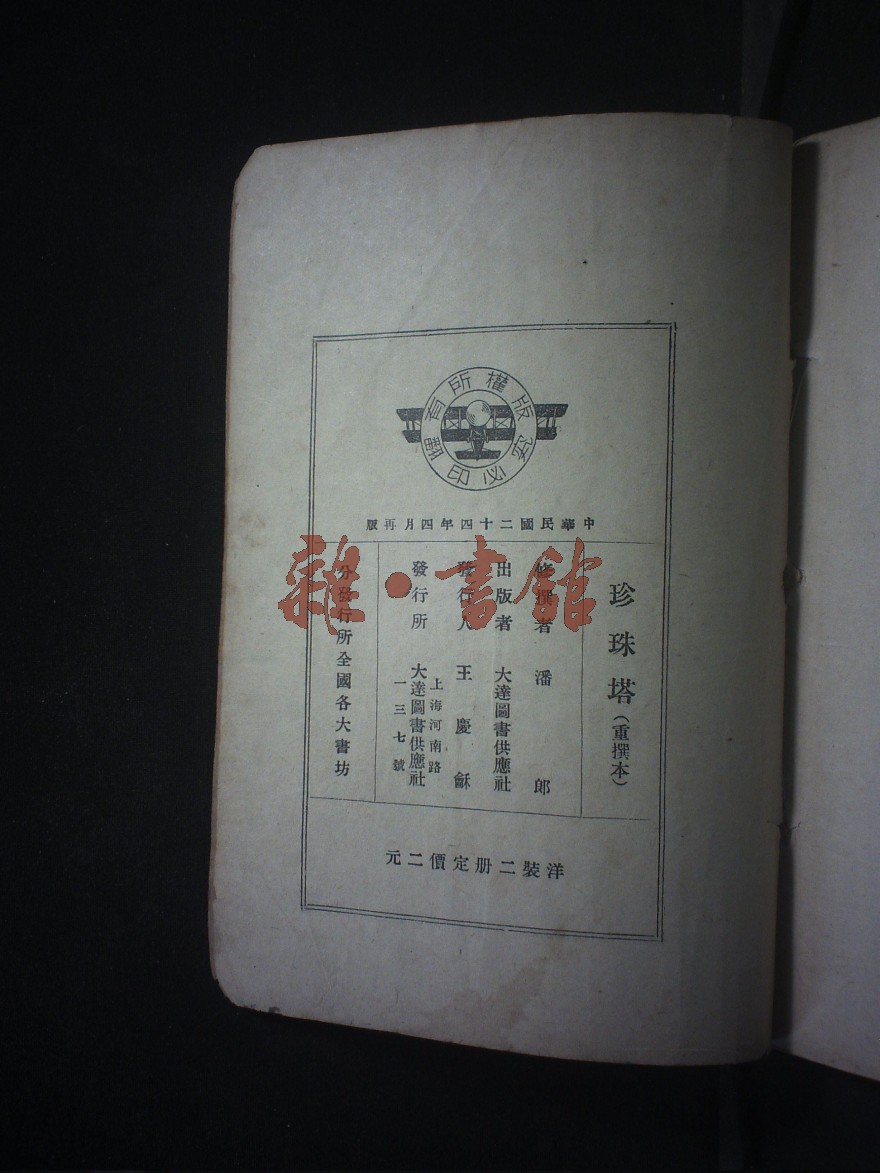 版權所有
翻印必究
中華民國二十四年四月再版
珍珠塔（重撰本）
修撰者 潘郎
出版者 大達圖書供應社
發行人 王慶龢
發行所 大達圖書供應社
上海河南路
一三七號
分發行所全國各大書坊
洋裝二册定價二元
雜·書館